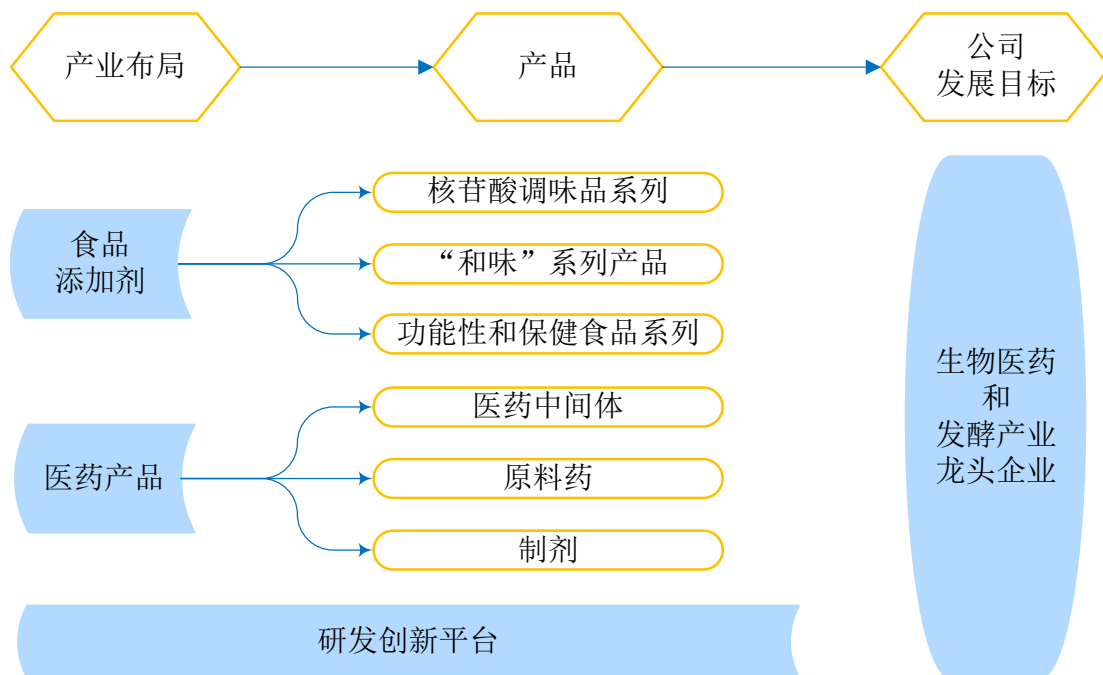 产业布局
产品
公司
发展目标
食品
添加剂
核苷酸调味品系列
“和味”系列产品
功能性和保健食品系列
医药产品
医药中间体
原料药
制剂
生物医药
和
发酵产业
龙头企业
研发创新平台